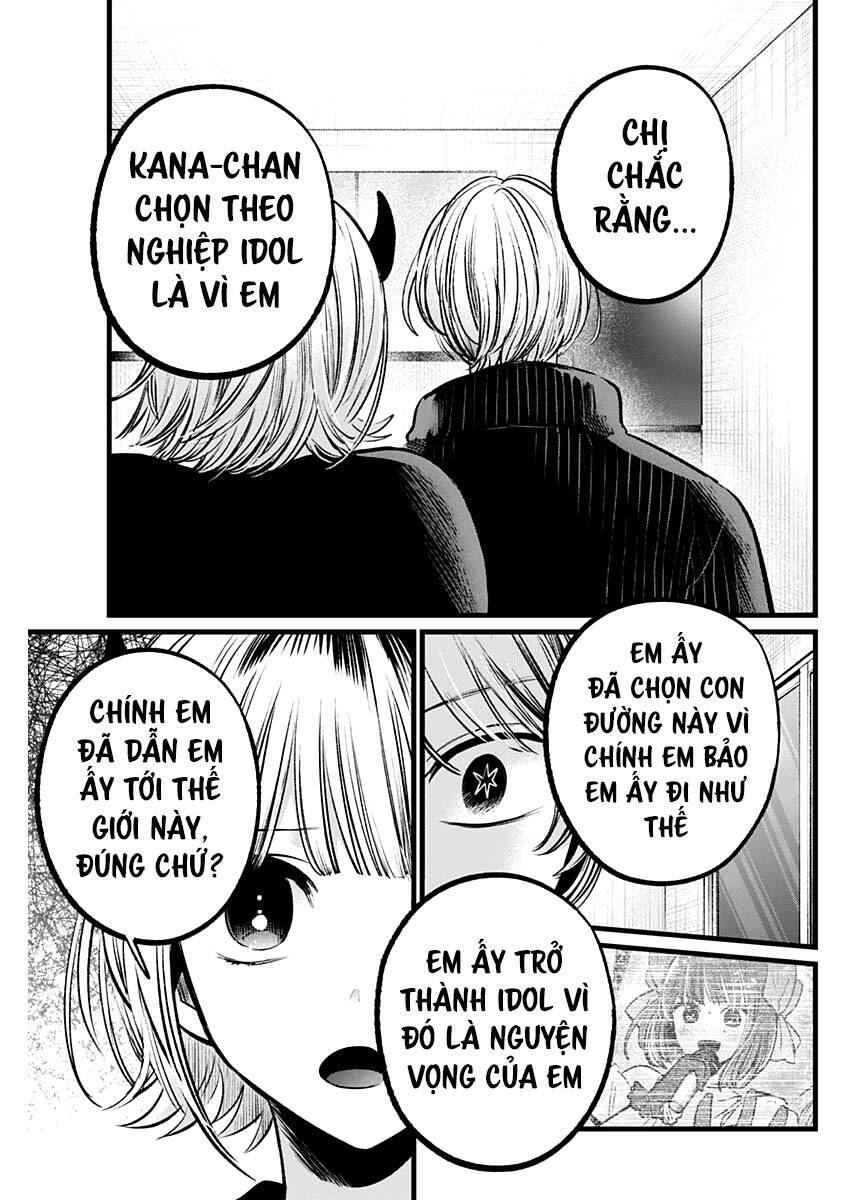 CHỊ
CHẮC
RẰNG...
KANA-CHAN
CHỌN THEO
NGHIỆP IDOL
LÀ VÌ EM
EM ẤY
ĐÃ CHỌN CON
ĐƯỜNG NÀY VÌ
CHÍNH EM BẢO
EM ẤY ĐI NHƯ
THẾ
CHÍNH EM
ĐÃ DẪN EM
ẤY TỚI THẾ
GIỚI NÀY,
ĐÚNG CHỨ?
EM ẤY TRỞ
THÀNH IDOL VÌ
ĐÓ LÀ NGUYỆN
VỌNG CỦA EM